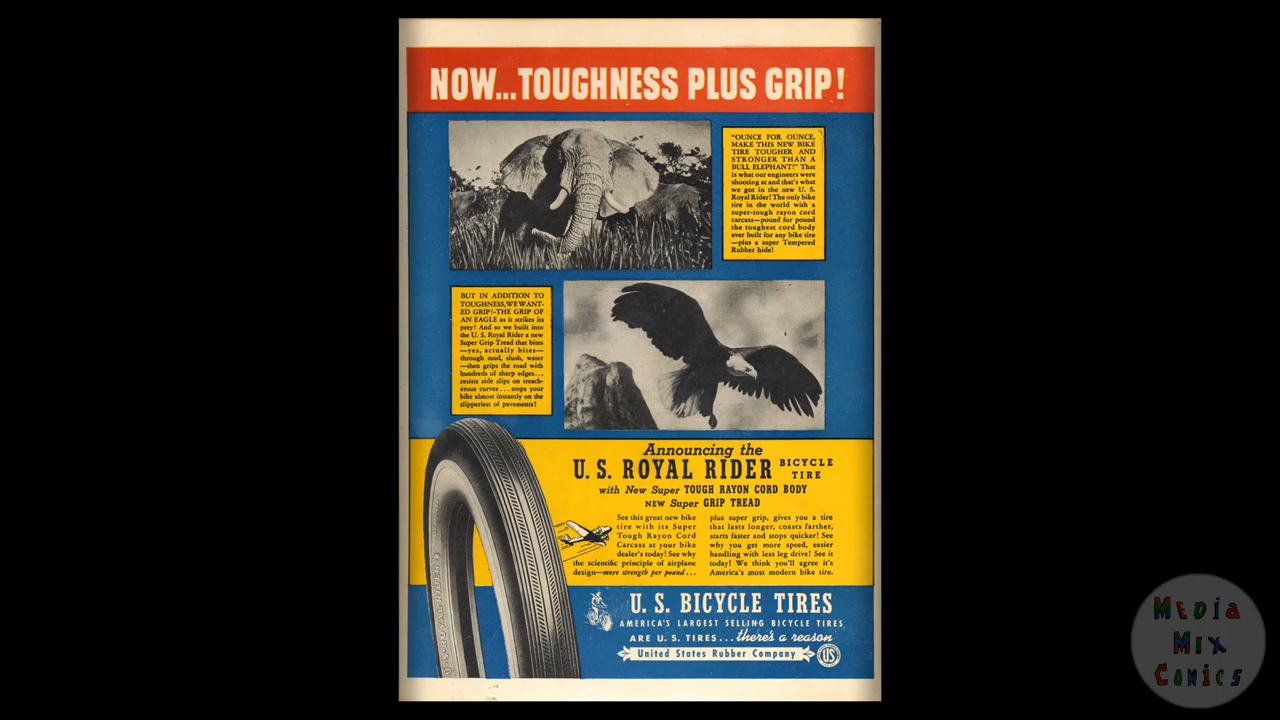 NOW...TOUGHNESS PLUS GRIP!
"OUNCE FOR OUNCE,
MAKE THIS NEW BIKE
TIRE TOUGHER AND
STRONGER THAN A
BULL ELEPHANT!" That
is what our engineers were
shooting at and that's what
we got in the new U. S.
Royal Rider! The only bike
tire in the world with a
super-tough rayon cord
carcass—pound for pound
the toughest cord body
ever built for any bike tire
—plus a super Tempered
Rubber hide!
BUT IN ADDITION TO
TOUGHNESS, WE WANT-
ED GRIP!-THE GRIP OF
AN EAGLE as it strikes its
prey! And so we built into
the U. S. Royal Rider a new
Super Grip Tread that bites
—yes, actually bites—
through mud, slush, water
—then grips the road with
hundreds of sharp edges...
resists side slips on treach-
erous curves...stops your
bike almost instantly on the
slipperiest of pavements!
Announcing the
U. S. ROYAL RIDER BICYCLE
TIRE
with New Super TOUGH RAYON CORD BODY
NEW Super GRIP TREAD
See this great new bike
tire with its Super
Tough Rayon Cord
Carcass at your bike
dealer's today! See why
the scientific principle of airplane
design—more strength per pound...
plus super grip, gives you a tire
that lasts longer, coasts farther,
starts faster and stops quicker! See
why you get more speed, easier
handling with less leg drive! See it
today! We think you'll agree it's
America's most modern bike tire.
U. S. ROYAL RIDER
U. S. BICYCLE TIRES
AMERICA'S LARGEST SELLING BICYCLE TIRES
ARE U. S. TIRES...there's a reason
United States Rubber Company
US
MEDIA
MIX
COMICS